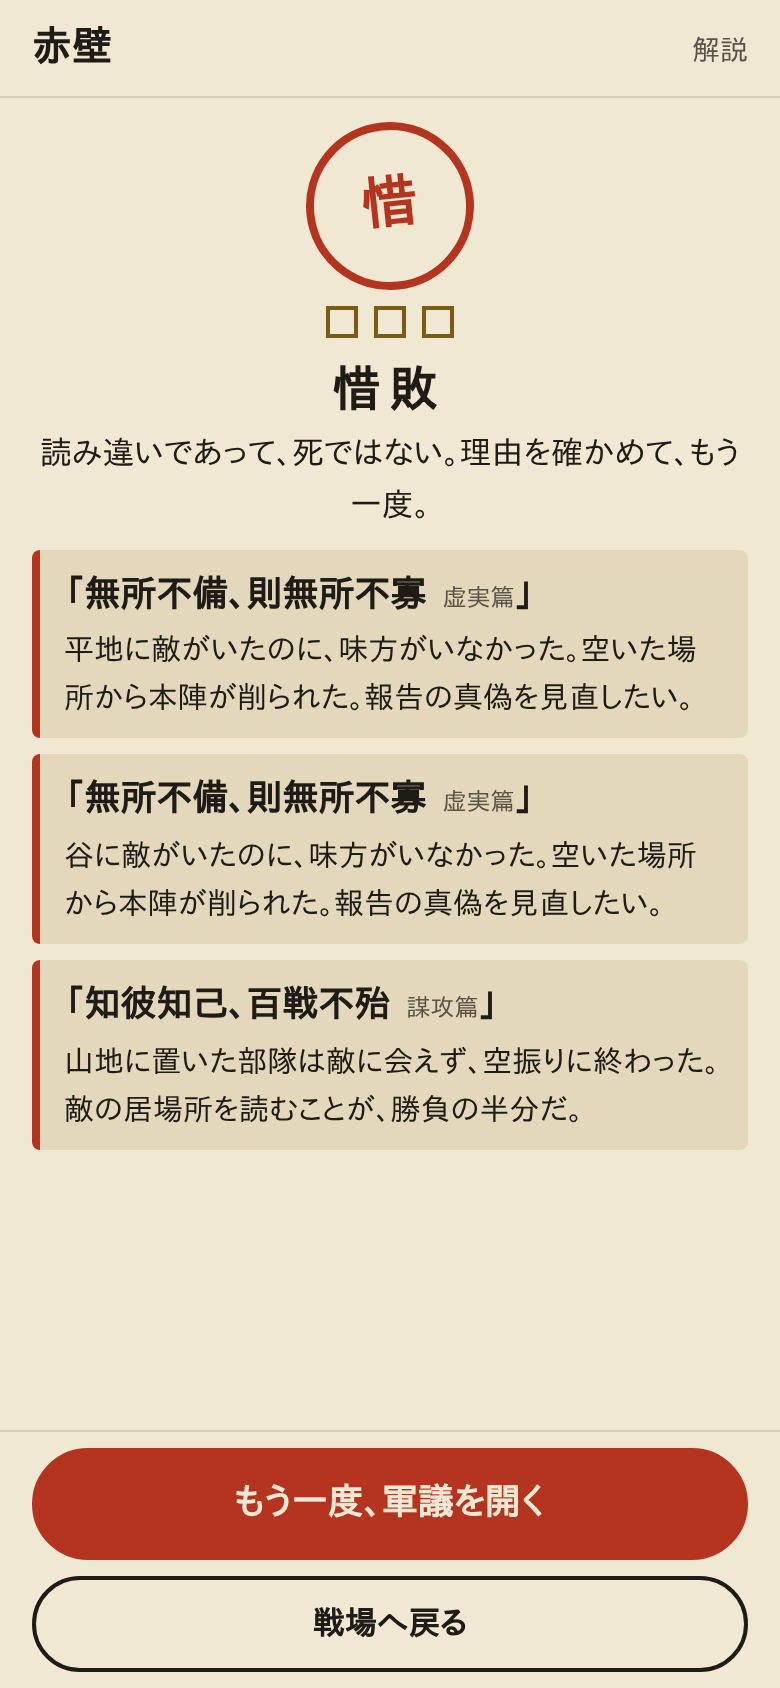 赤壁
解説
惜
惜敗
読み違いであって、死ではない。理由を確かめて、もう
一度。
「無所不備、則無所不寡 虚実篇」
平地に敵がいたのに、味方がいなかった。空いた場
所から本陣が削られた。報告の真偽を見直したい。
「無所不備、則無所不寡 虚実篇」
谷に敵がいたのに、味方がいなかった。空いた場所
から本陣が削られた。報告の真偽を見直したい。
「知彼知己、百戦不殆 謀攻篇」
山地に置いた部隊は敵に会えず、空振りに終わった。
敵の居場所を読むことが、勝負の半分だ。
もう一度、軍議を開く
戦場へ戻る